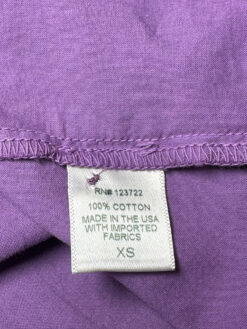 RN# 123722
100% COTTON
MADE IN THE USA
WITH IMPORTED
FABRICS
XS